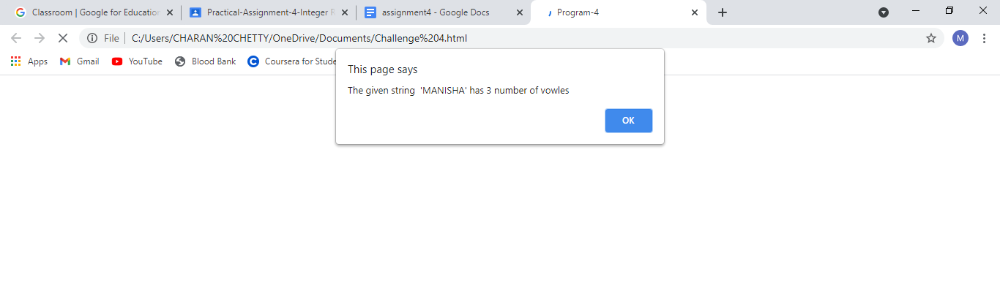 Classroom | Google for Education
Practical-Assignment-4-Integer R
assignment4 - Google Docs
Program-4
File
C:/Users/CHARAN%20CHETTY/OneDrive/Documents/Challenge%204.html
M
Apps
Gmail
YouTube
Blood Bank
Coursera for Stude
This page says
The given string 'MANISHA' has 3 number of vowles
OK